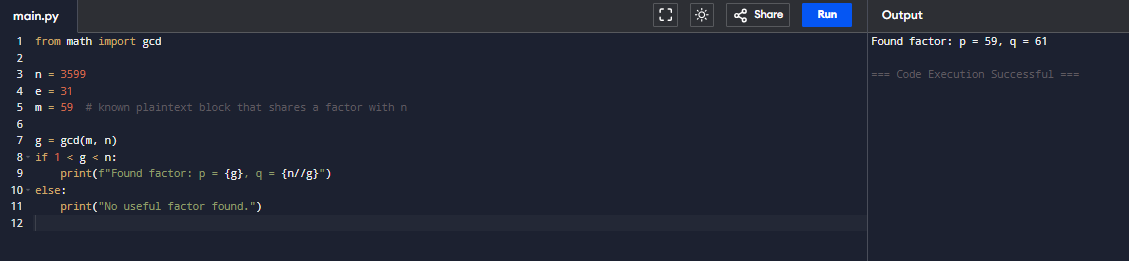 main.py
Share
Run
Output
1 from math import gcd
2
3 n = 3599
4 e = 31
5 m = 59  # known plaintext block that shares a factor with n
6
7 g = gcd(m, n)
8 if 1 < g < n:
9     print(f"Found factor: p = {g}, q = {n//g}")
10 else:
11     print("No useful factor found.")
12
Found factor: p = 59, q = 61
=== Code Execution Successful ===